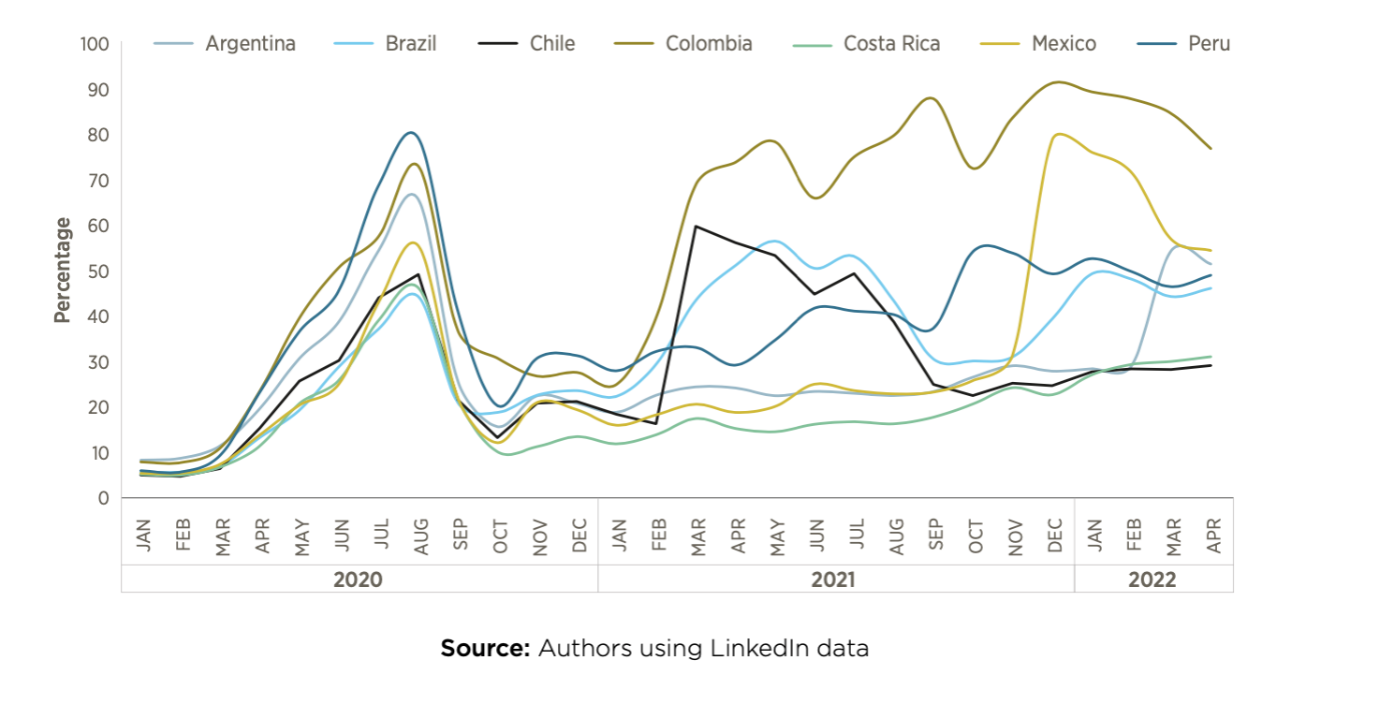 Argentina Brazil Chile Colombia Costa Rica Mexico Peru
Percentage
100
90
80
70
60
50
40
30
20
10
0
JAN FEB MAR APR MAY JUN JUL AUG SEP OCT NOV DEC JAN FEB MAR APR MAY JUN JUL AUG SEP OCT NOV DEC JAN FEB MAR APR
2020 2021 2022
Source: Authors using LinkedIn data